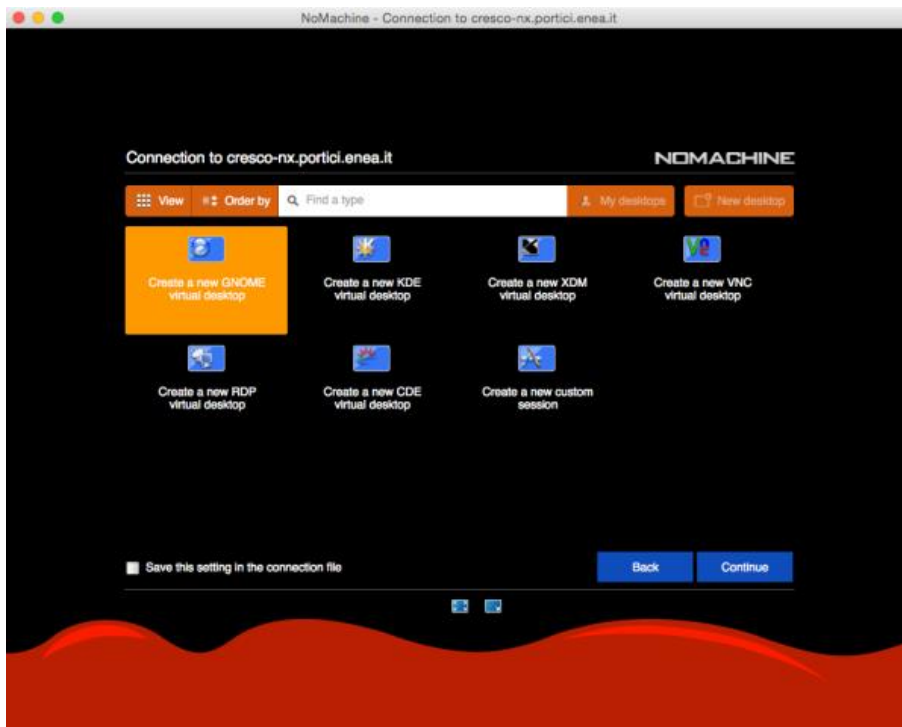 NoMachine - Connection to cresco-nx.portici.enea.it
Connection to cresco-nx.portici.enea.it
NOMACHINE
View
Order by
Find a type
My desktops
New desktop
Create a new GNOME
virtual desktop
Create a new KDE
virtual desktop
Create a new XDM
virtual desktop
Create a new VNC
virtual desktop
Create a new RDP
virtual desktop
Create a new CDE
virtual desktop
Create a new custom
session
Save this setting in the connection file
Back
Continue